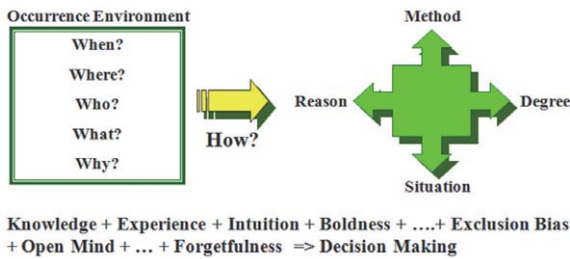 Occurrence Environment
When?
Where?
Who?
What?
Why?
How?
Method
Reason
Degree
Situation
Knowledge + Experience + Intuition + Boldness + ….+ Exclusion Bias
+ Open Mind + … + Forgetfulness => Decision Making